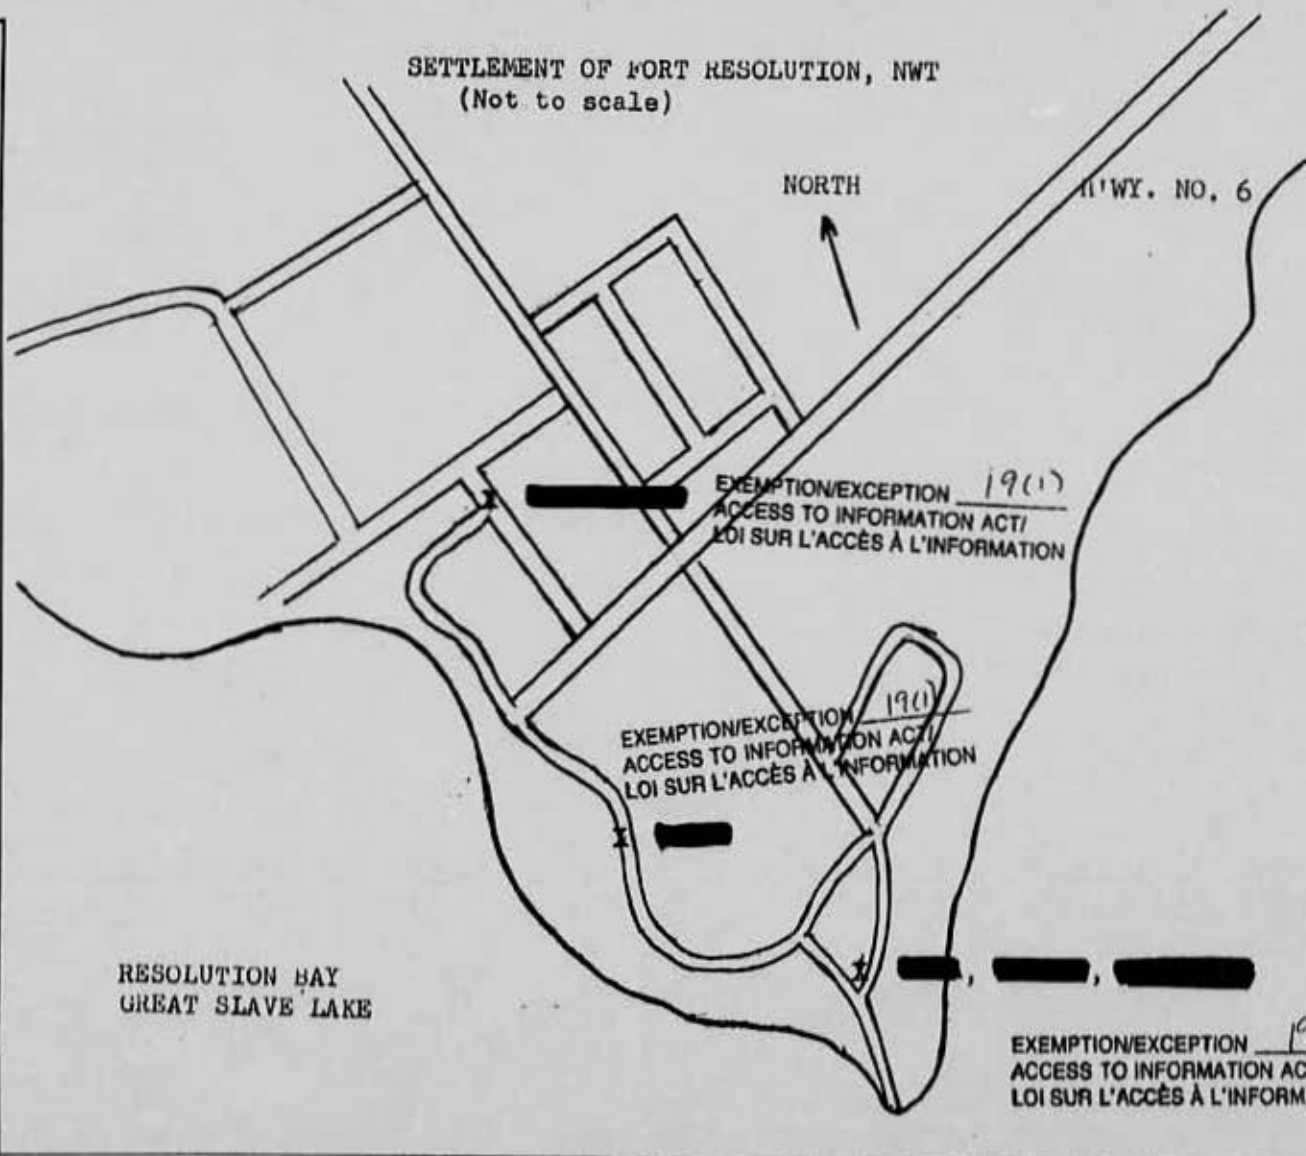 SETTLEMENT OF FORT RESOLUTION, NWT
(Not to scale)
NORTH
H'WY. NO. 6
X
EXEMPTION/EXCEPTION 19(1)
ACCESS TO INFORMATION ACT/
LOI SUR L'ACCÈS À L'INFORMATION
EXEMPTION/EXCEPTION 19(1)
ACCESS TO INFORMATION ACT/
LOI SUR L'ACCÈS À L'INFORMATION
X
X , ,
RESOLUTION BAY
GREAT SLAVE LAKE
EXEMPTION/EXCEPTION 19
ACCESS TO INFORMATION AC
LOI SUR L'ACCÈS À L'INFORM